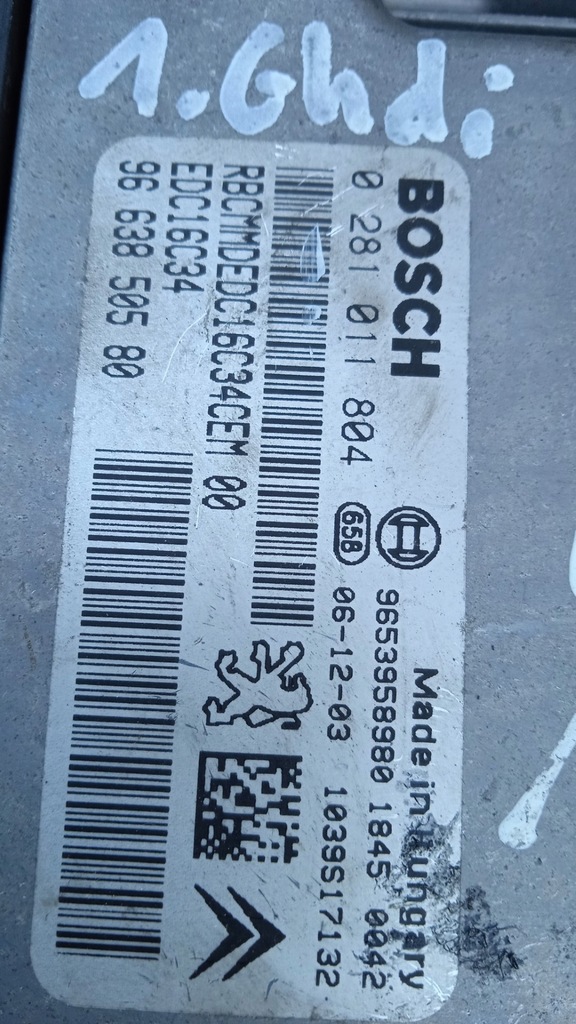 1.6hdi
BOSCH
Made in Hungary
0 281 011 804
9653958980 1845 0042
658
06-12-03 1039S17132
RBCMMDEDC16C34CEM 00
EDC16C34
96 638 505 80